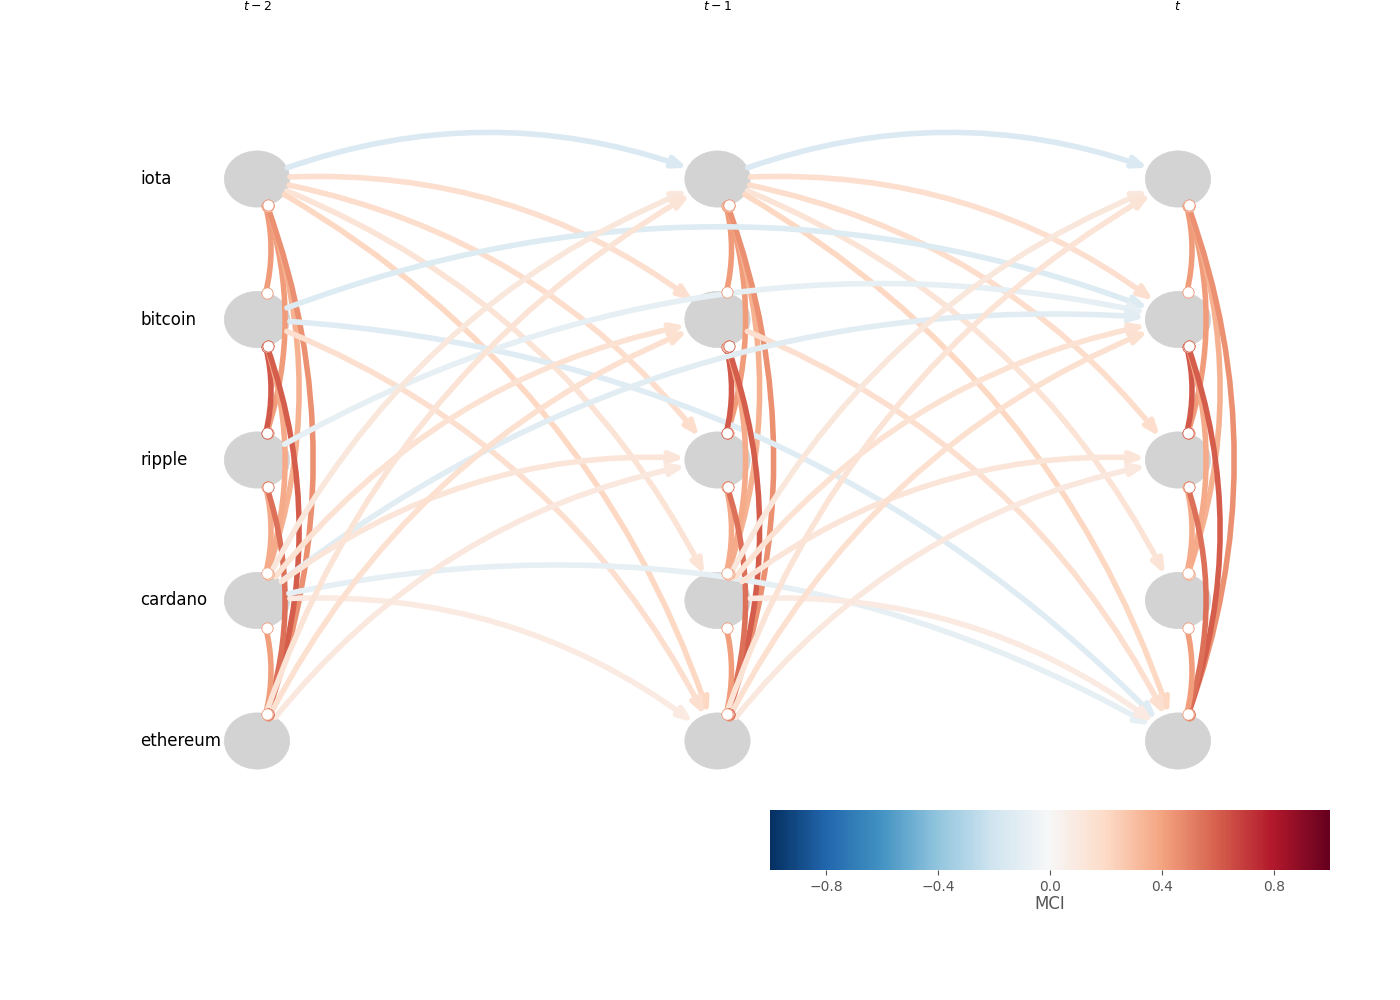 t − 2 t − 1 t
iota
bitcoin
ripple
cardano
ethereum
−0.8 −0.4 0.0 0.4 0.8
MCI